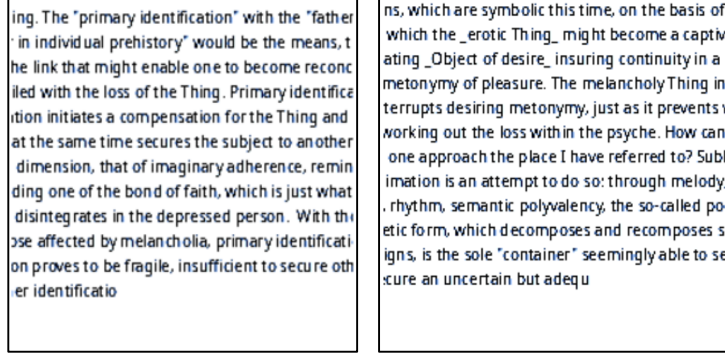 ing. The "primary identification" with the "father
in individual prehistory" would be the means, t
he link that might enable one to become reconc
iled with the loss of the Thing. Primary identifica
tion initiates a compensation for the Thing and
at the same time secures the subject to another
dimension, that of imaginary adherence, remin
ding one of the bond of faith, which is just what
disintegrates in the depressed person. With the
ose affected by melancholia, primary identificati
on proves to be fragile, insufficient to secure oth
er identificatio
ns, which are symbolic this time, on the basis of
which the _erotic Thing_ might become a captiv
ating _Object of desire_ insuring continuity in a
metonymy of pleasure. The melancholy Thing in
terrupts desiring metonymy, just as it prevents
working out the loss within the psyche. How can
one approach the place I have referred to? Subl
imation is an attempt to do so: through melody,
rhythm, semantic polyvalency, the so-called po
etic form, which decomposes and recomposes s
igns, is the sole "container" seemingly able to se
cure an uncertain but adequ